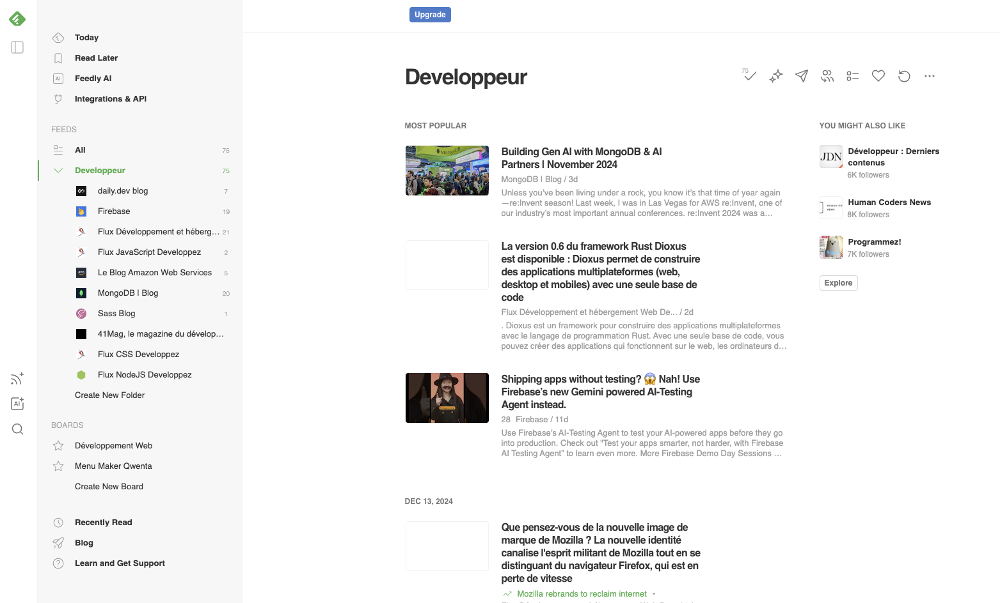 Upgrade
Today
Read Later
AI
Feedly AI
Integrations & API
FEEDS
All 75
Developpeur 75
daily.dev blog 7
Firebase 19
Flux Développement et héberg... 21
Flux JavaScript Developpez 2
aws
Le Blog Amazon Web Services 5
MongoDB | Blog 20
Sass Blog 1
41Mag, le magazine du dévelop...
Flux CSS Developpez
Flux NodeJS Developpez
Create New Folder
AI
BOARDS
Développement Web
Menu Maker Qwenta
Create New Board
Recently Read
Blog
Learn and Get Support
Developpeur
75
MOST POPULAR
MongoDB
Building Gen AI with MongoDB & AI
Partners | November 2024
MongoDB | Blog / 3d
Unless you've been living under a rock, you know it's that time of year again
—re:Invent season! Last week, I was in Las Vegas for AWS re:Invent, one of
our industry's most important annual conferences. re:Invent 2024 was a…
La version 0.6 du framework Rust Dioxus
est disponible : Dioxus permet de construire
des applications multiplateformes (web,
desktop et mobiles) avec une seule base de
code
Flux Développement et hébergement Web De... / 2d
. Dioxus est un framework pour construire des applications multiplateformes
avec le langage de programmation Rust. Avec une seule base de code, vous
pouvez créer des applications qui fonctionnent sur le web, les ordinateurs d…
Shipping apps without testing? 😱 Nah! Use
Firebase's new Gemini powered AI-Testing
Agent instead.
28 Firebase / 11d
Use Firebase's AI-Testing Agent to test your AI-powered apps before they go
into production. Check out "Test your apps smarter, not harder, with Firebase
AI Testing Agent" to learn even more. More Firebase Demo Day Sessions …
DEC 13, 2024
Que pensez-vous de la nouvelle image de
marque de Mozilla ? La nouvelle identité
canalise l'esprit militant de Mozilla tout en se
distinguant du navigateur Firefox, qui est en
perte de vitesse
Mozilla rebrands to reclaim internet •
YOU MIGHT ALSO LIKE
JDN
Développeur : Derniers
contenus
6K followers
HUMAN CO
NEWS
Human Coders News
8K followers
Programmez!
7K followers
Explore